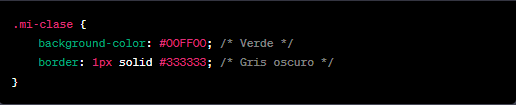 .mi-clase {
    background-color: #00FF00; /* Verde */
    border: 1px solid #333333; /* Gris oscuro */
}